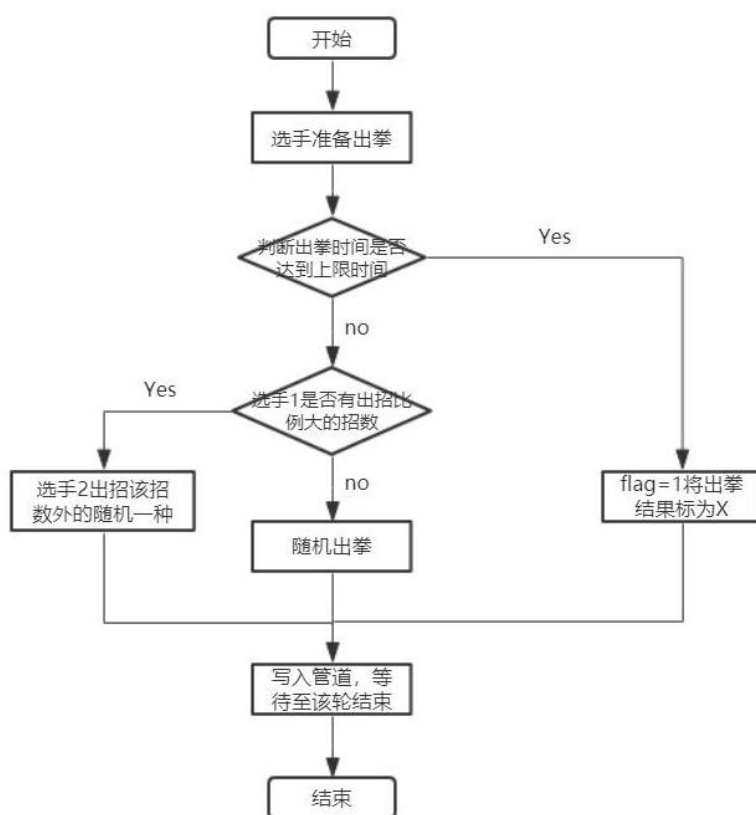 开始
选手准备出拳
判断出拳时间是否
达到上限时间
Yes
no
选手1是否有出招比
例大的招数
Yes
no
选手2出招该招
数外的随机一种
随机出拳
flag=1将出拳
结果标为X
写入管道，等
待至该轮结束
结束